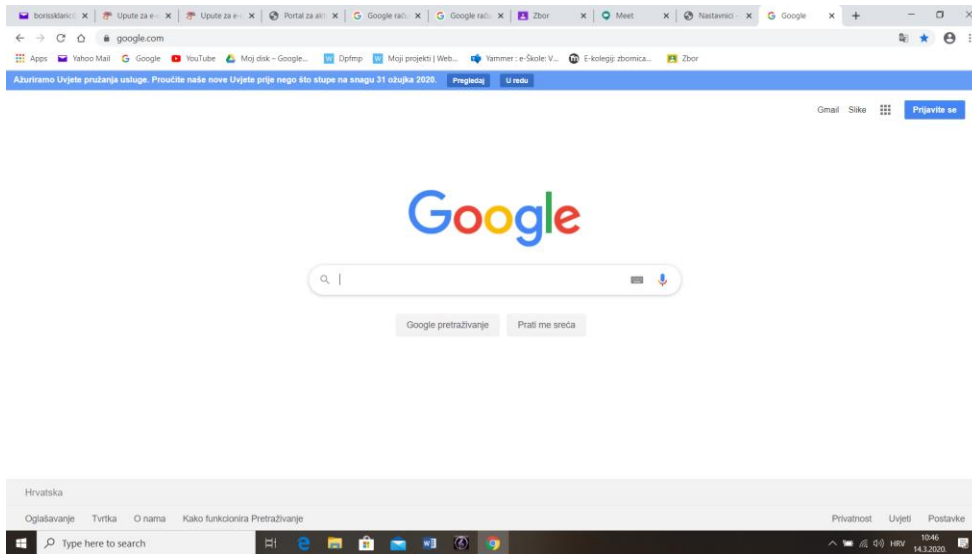 borissklaric Upute za e- Upute za e- Portal za ak Google rač Google rač Zbor Meet Nastavnici - Google
google.com
Apps Yahoo Mail Google YouTube Moj disk – Google... Dpfmp Moji projekti | Web... Yammer : e-Škole: V... E-kolegij: zbornica... Zbor
Ažuriramo Uvjete pružanja usluge. Proučite naše nove Uvjete prije nego što stupe na snagu 31 ožujka 2020. Pregledaj U redu
Gmail Slike Prijavite se
Google
Google pretraživanje Prati me sreća
Hrvatska
Oglašavanje Tvrtka O nama Kako funkcionira Pretraživanje Privatnost Uvjeti Postavke
Type here to search HRV 10:46
14.3.2020.